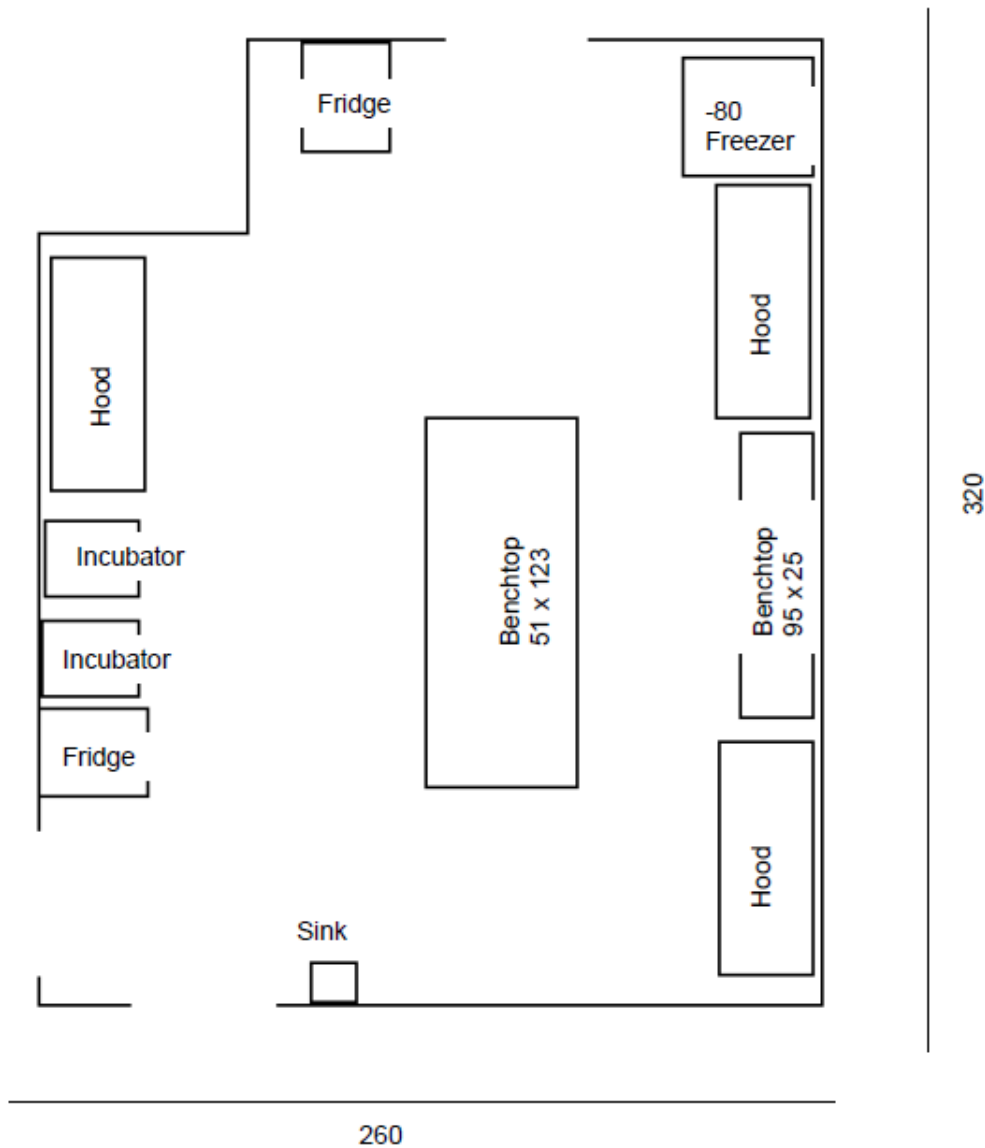 Fridge
-80
Freezer
Hood
Hood
Incubator
Benchtop
51 x 123
Benchtop
95 x 25
320
Incubator
Fridge
Hood
Sink
260